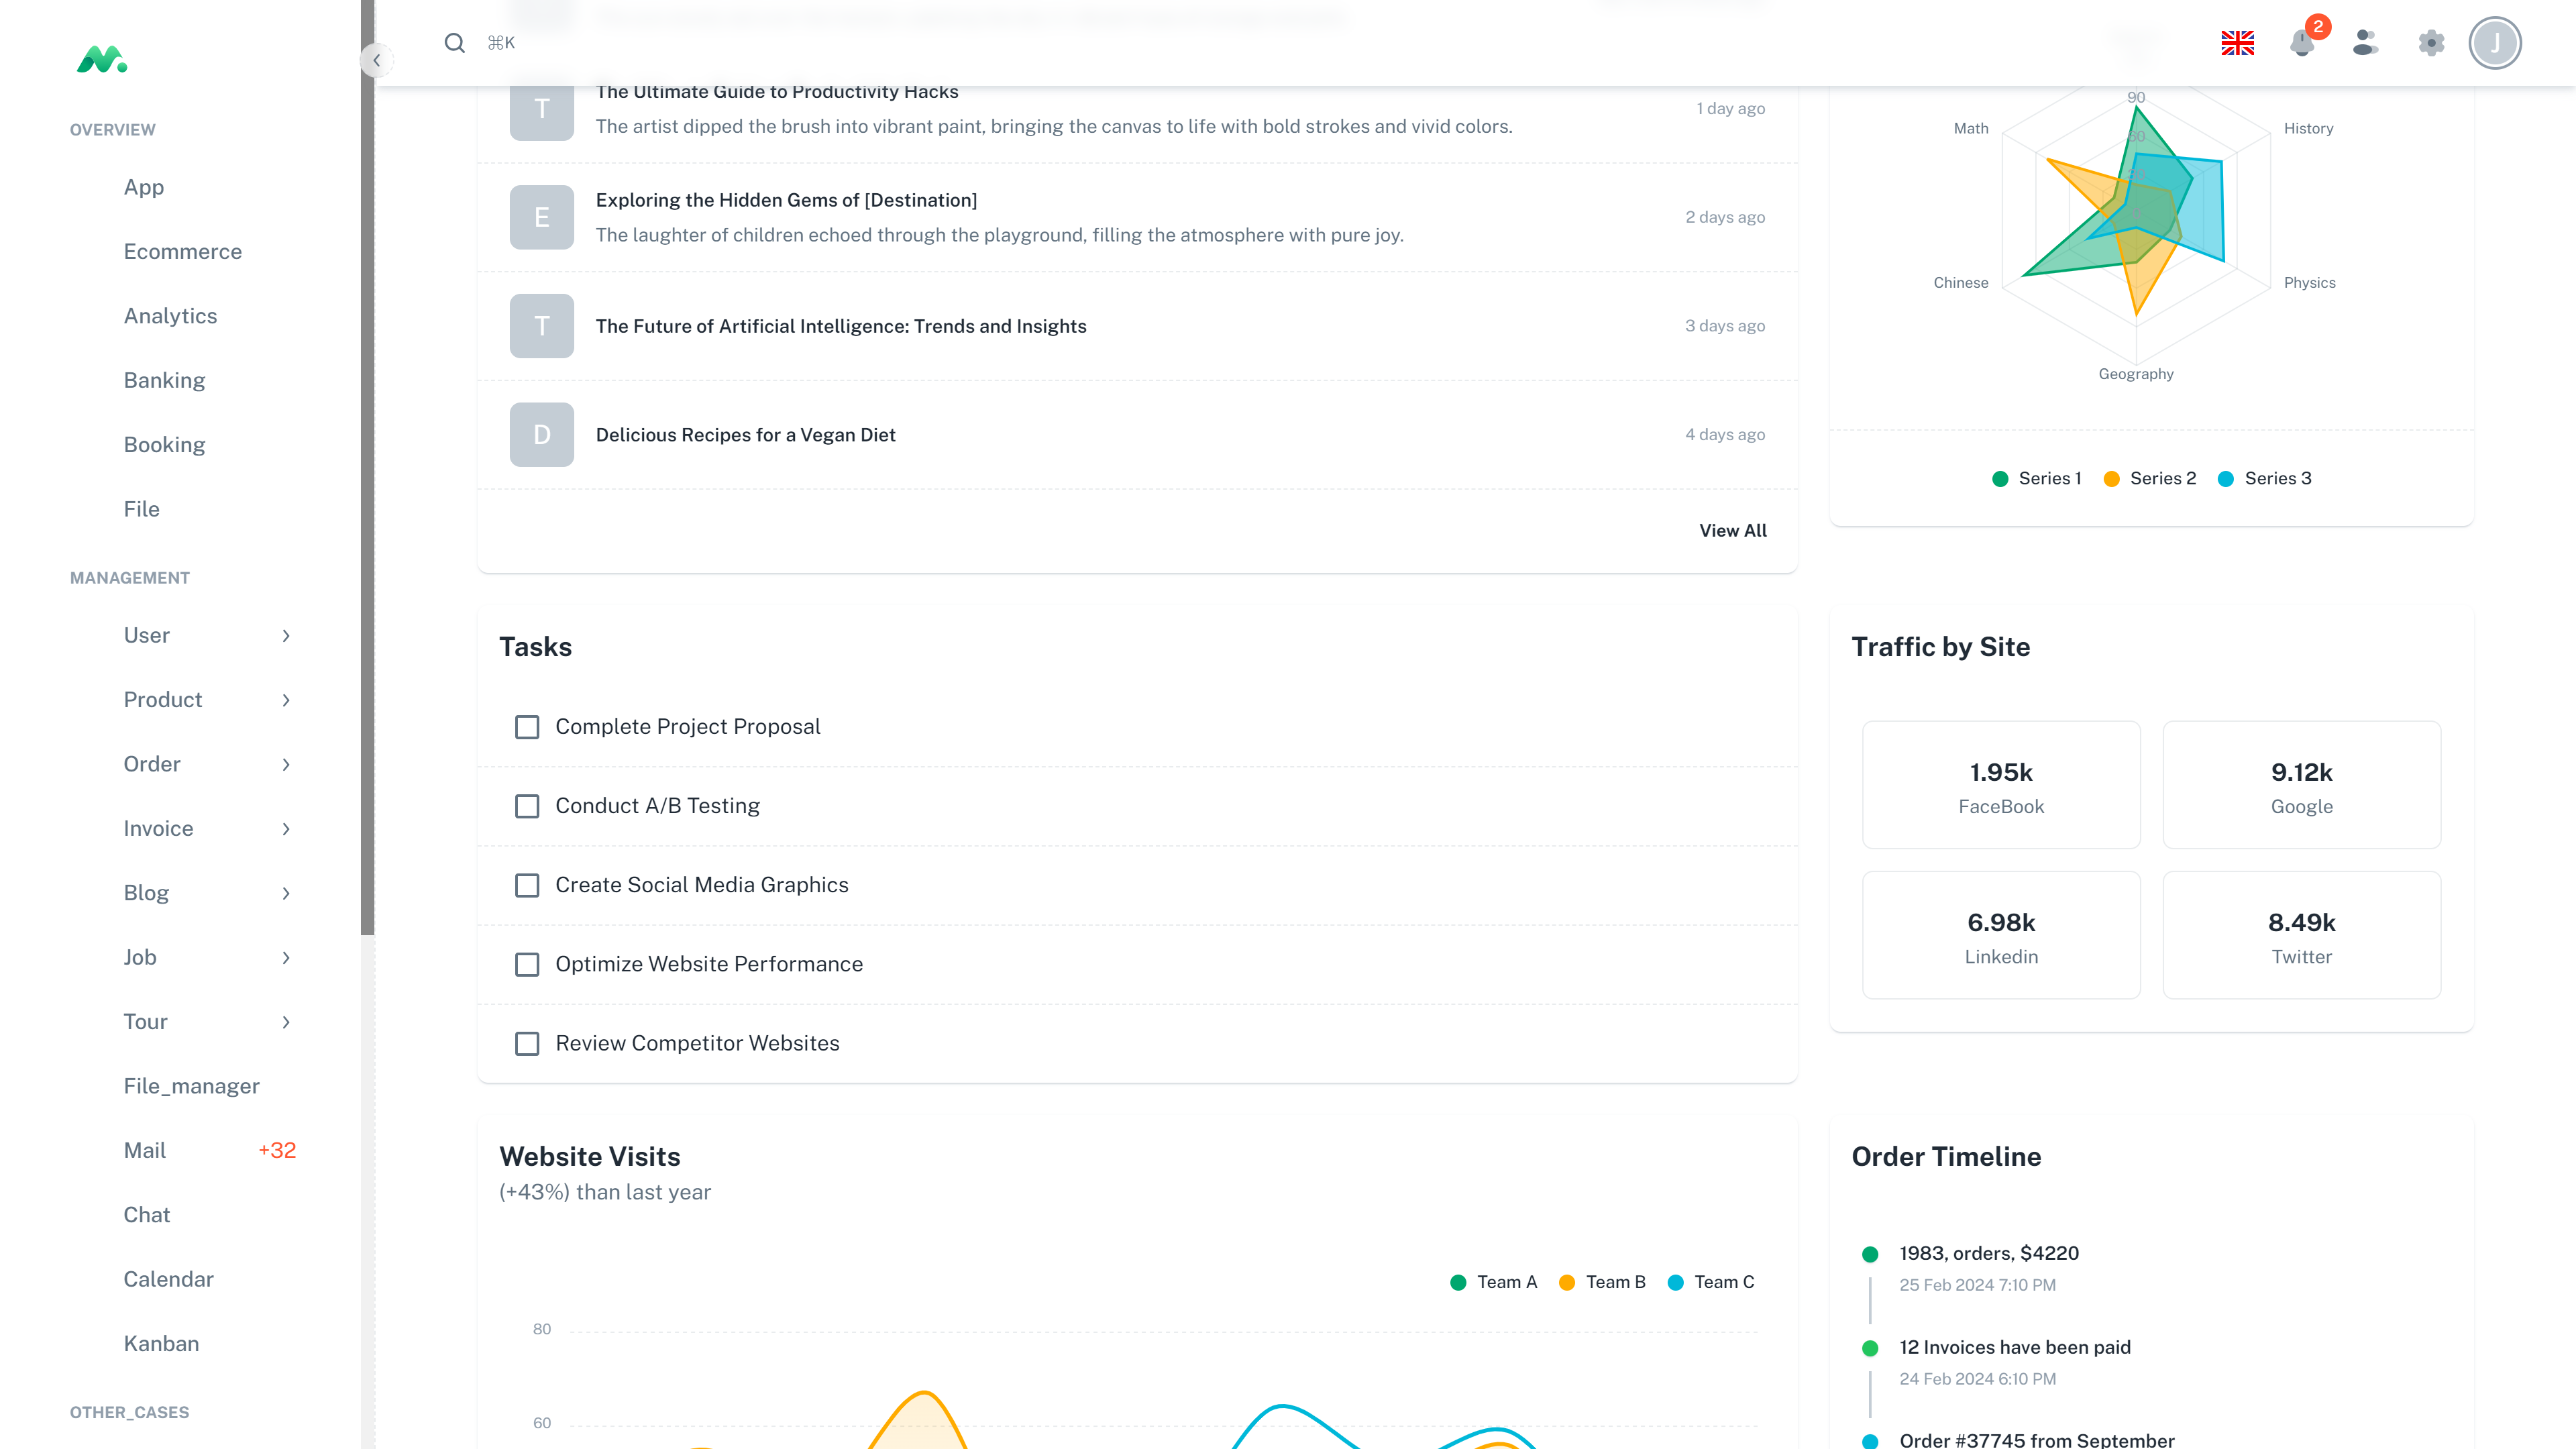 ⌘K
2
J
OVERVIEW
App
Ecommerce
Analytics
Banking
Booking
File
MANAGEMENT
User
Product
Order
Invoice
Blog
Job
Tour
File_manager
Mail +32
Chat
Calendar
Kanban
OTHER_CASES
T
The Ultimate Guide to Productivity Hacks
The artist dipped the brush into vibrant paint, bringing the canvas to life with bold strokes and vivid colors.
1 day ago
E
Exploring the Hidden Gems of [Destination]
The laughter of children echoed through the playground, filling the atmosphere with pure joy.
2 days ago
T
The Future of Artificial Intelligence: Trends and Insights
3 days ago
D
Delicious Recipes for a Vegan Diet
4 days ago
View All
90
Math
History
Chinese
Physics
Geography
Series 1 Series 2 Series 3
Tasks
Complete Project Proposal
Conduct A/B Testing
Create Social Media Graphics
Optimize Website Performance
Review Competitor Websites
Traffic by Site
1.95k
FaceBook
9.12k
Google
6.98k
Linkedin
8.49k
Twitter
Website Visits
(+43%) than last year
Team A Team B Team C
80
60
Order Timeline
1983, orders, $4220
25 Feb 2024 7:10 PM
12 Invoices have been paid
24 Feb 2024 6:10 PM
Order #37745 from September